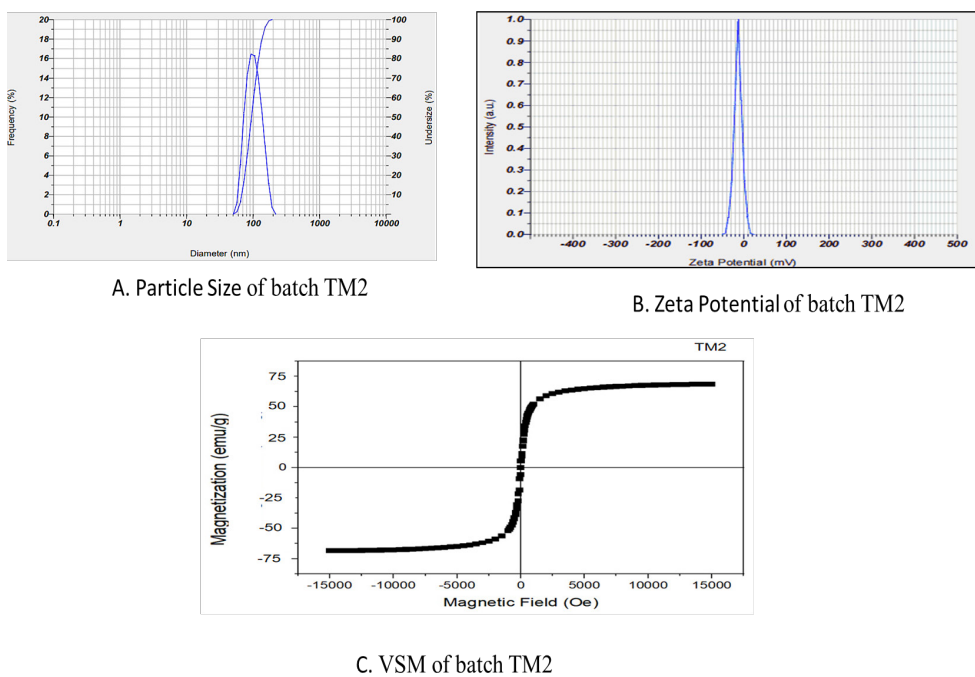 20
18
16
14
12
10
8
6
4
2
0
Frequency (%)
100
90
80
70
60
50
40
30
20
10
Undersize (%)
0.1 1 10 100 1000 10000
Diameter (nm)
A. Particle Size of batch TM2
1.0
0.9
0.8
0.7
0.6
0.5
0.4
0.3
0.2
0.1
0.0
Intensity (a.u.)
-400 -300 -200 -100 0 100 200 300 400 500
Zeta Potential (mV)
B. Zeta Potential of batch TM2
TM2
75
50
25
0
-25
-50
-75
Magnetization (emu/g)
-15000 -10000 -5000 0 5000 10000 15000
Magnetic Field (Oe)
C. VSM of batch TM2